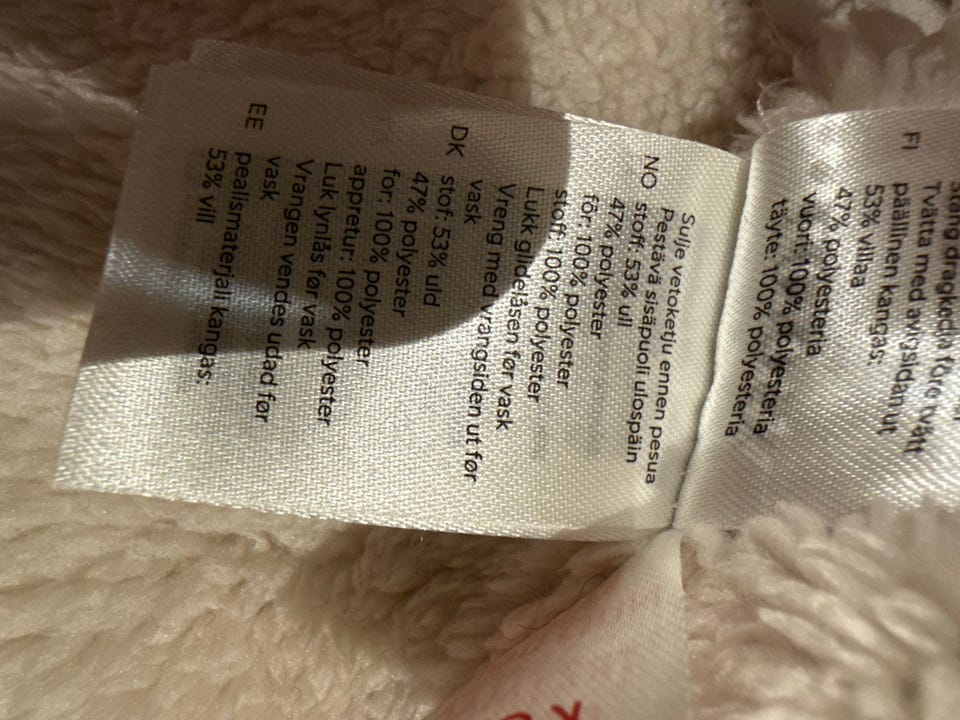 stäng dragkedja före tvätt
Tvätta med avigsidan ut
FI päällinen kangas:
53% villaa
47% polyesteria
vuori: 100% polyesteria
täyte: 100% polyesteria
Sulje vetoketju ennen pesua
Pestävä sisäpuoli ulospäin
NO stoff: 53% ull
47% polyester
fôr: 100% polyester
stoff: 100% polyester
Lukk glidelåsen før vask
Vreng med vrangsiden ut før
vask
DK stof: 53% uld
47% polyester
for: 100% polyester
appretur: 100% polyester
Luk lynlås før vask
Vrangen vendes udad før
vask
EE pealismaterjali kangas:
53% vill